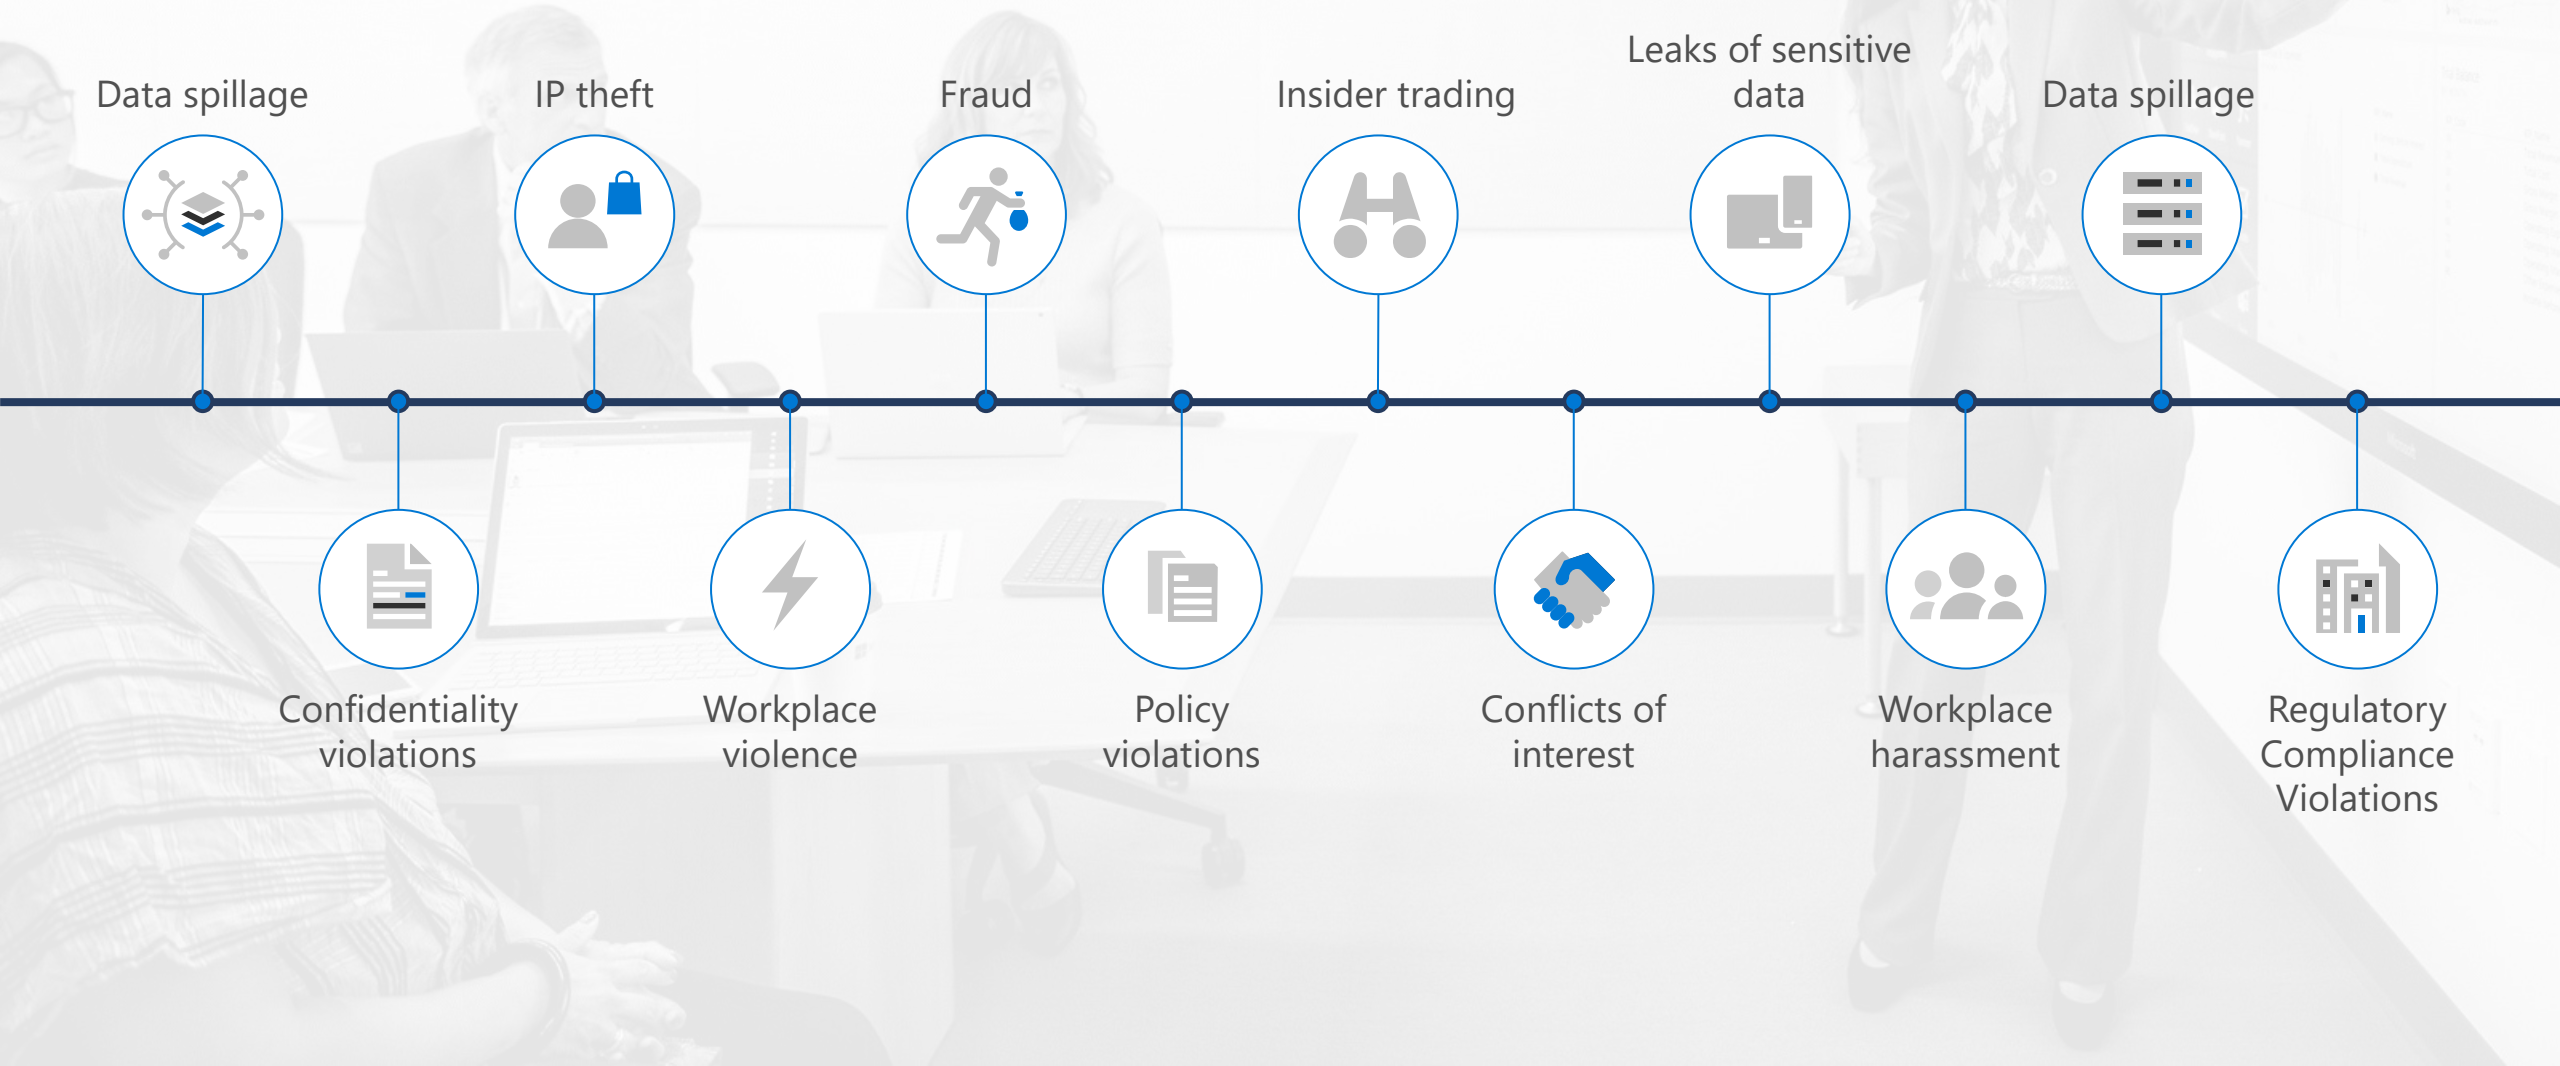 Data spillage
IP theft
Fraud
Insider trading
Leaks of sensitive
data
Data spillage
Confidentiality
violations
Workplace
violence
Policy
violations
Conflicts of
interest
Workplace
harassment
Regulatory
Compliance
Violations